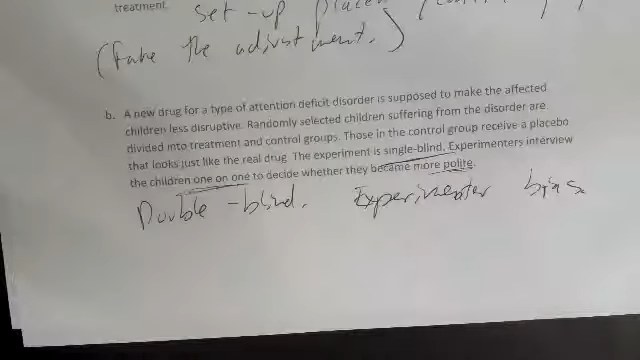 treatment. set-up
(Fake the adjustment.)
b. A new drug for a type of attention deficit disorder is supposed to make the affected
children less disruptive. Randomly selected children suffering from the disorder are
divided into treatment and control groups. Those in the control group receive a placebo
that looks just like the real drug. The experiment is single-blind. Experimenters interview
the children one on one to decide whether they became more polite.
Double-blind. Experimenter bias